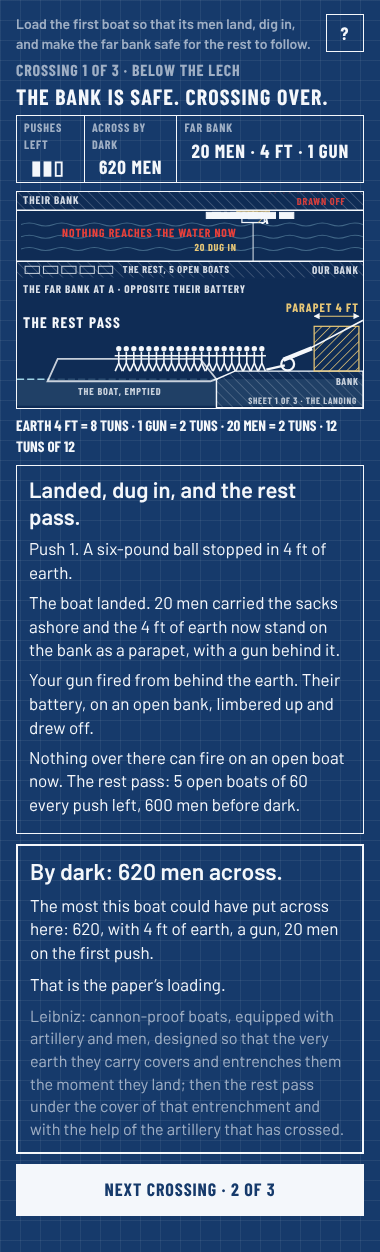 Load the first boat so that its men land, dig in,
and make the far bank safe for the rest to follow.
?
CROSSING 1 OF 3 · BELOW THE LECH
THE BANK IS SAFE. CROSSING OVER.
PUSHES LEFT
ACROSS BY DARK
620 MEN
FAR BANK
20 MEN · 4 FT · 1 GUN
THEIR BANK
DRAWN OFF
A
NOTHING REACHES THE WATER NOW
20 DUG IN
THE REST, 5 OPEN BOATS
OUR BANK
THE FAR BANK AT A · OPPOSITE THEIR BATTERY
PARAPET 4 FT
THE REST PASS
BANK
THE BOAT, EMPTIED
SHEET 1 OF 3 · THE LANDING
EARTH 4 FT = 8 TUNS · 1 GUN = 2 TUNS · 20 MEN = 2 TUNS · 12
TUNS OF 12
Landed, dug in, and the rest
pass.
Push 1. A six-pound ball stopped in 4 ft of
earth.
The boat landed. 20 men carried the sacks
ashore and the 4 ft of earth now stand on
the bank as a parapet, with a gun behind it.
Your gun fired from behind the earth. Their
battery, on an open bank, limbered up and
drew off.
Nothing over there can fire on an open boat
now. The rest pass: 5 open boats of 60
every push left, 600 men before dark.
By dark: 620 men across.
The most this boat could have put across
here: 620, with 4 ft of earth, a gun, 20 men
on the first push.
That is the paper's loading.
Leibniz: cannon-proof boats, equipped with
artillery and men, designed so that the very
earth they carry covers and entrenches them
the moment they land; then the rest pass
under the cover of that entrenchment and
with the help of the artillery that has crossed.
NEXT CROSSING · 2 OF 3